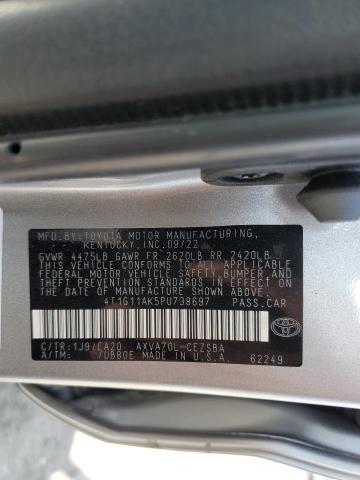 MFD.BY:TOYOTA MOTOR MANUFACTURING,
KENTUCKY,INC.09/22
GVWR 4475LB GAWR FR 2620LB RR 2420LB
THIS VEHICLE CONFORMS TO ALL APPLICABLE
FEDERAL MOTOR VEHICLE SAFETY,BUMPER,AND
THEFT PREVENTION STANDARDS IN EFFECT ON
THE DATE OF MANUFACTURE SHOWN ABOVE.
4T1G11AK5PU738697 PASS.CAR
C/TR:1J9/EA20 AXVA70L-CEZSBA
A/TM: 70B80E MADE IN U.S.A.
62249